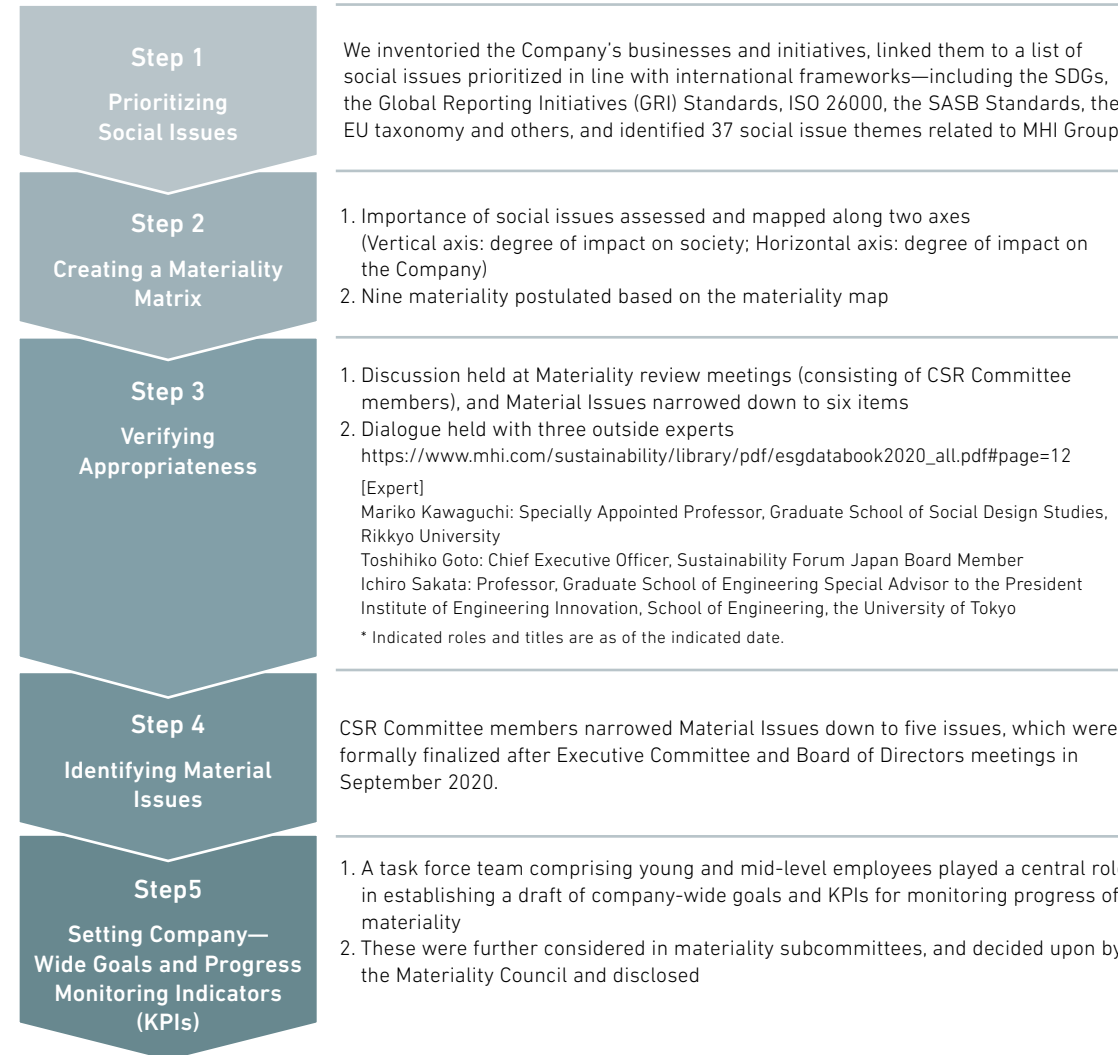 Step 1
Prioritizing
Social Issues
We inventoried the Company's businesses and initiatives, linked them to a list of
social issues prioritized in line with international frameworks—including the SDGs,
the Global Reporting Initiatives (GRI) Standards, ISO 26000, the SASB Standards, the
EU taxonomy and others, and identified 37 social issue themes related to MHI Group
Step 2
Creating a Materiality
Matrix
1. Importance of social issues assessed and mapped along two axes
(Vertical axis: degree of impact on society; Horizontal axis: degree of impact on
the Company)
2. Nine materiality postulated based on the materiality map
Step 3
Verifying
Appropriateness
1. Discussion held at Materiality review meetings (consisting of CSR Committee
members), and Material Issues narrowed down to six items
2. Dialogue held with three outside experts
https://www.mhi.com/sustainability/library/pdf/esgdatabook2020_all.pdf#page=12
[Expert]
Mariko Kawaguchi: Specially Appointed Professor, Graduate School of Social Design Studies,
Rikkyo University
Toshihiko Goto: Chief Executive Officer, Sustainability Forum Japan Board Member
Ichiro Sakata: Professor, Graduate School of Engineering Special Advisor to the President
Institute of Engineering Innovation, School of Engineering, the University of Tokyo
* Indicated roles and titles are as of the indicated date.
Step 4
Identifying Material
Issues
CSR Committee members narrowed Material Issues down to five issues, which were
formally finalized after Executive Committee and Board of Directors meetings in
September 2020.
Step5
Setting Company—
Wide Goals and Progress
Monitoring Indicators
(KPIs)
1. A task force team comprising young and mid-level employees played a central role
in establishing a draft of company-wide goals and KPIs for monitoring progress of
materiality
2. These were further considered in materiality subcommittees, and decided upon by
the Materiality Council and disclosed